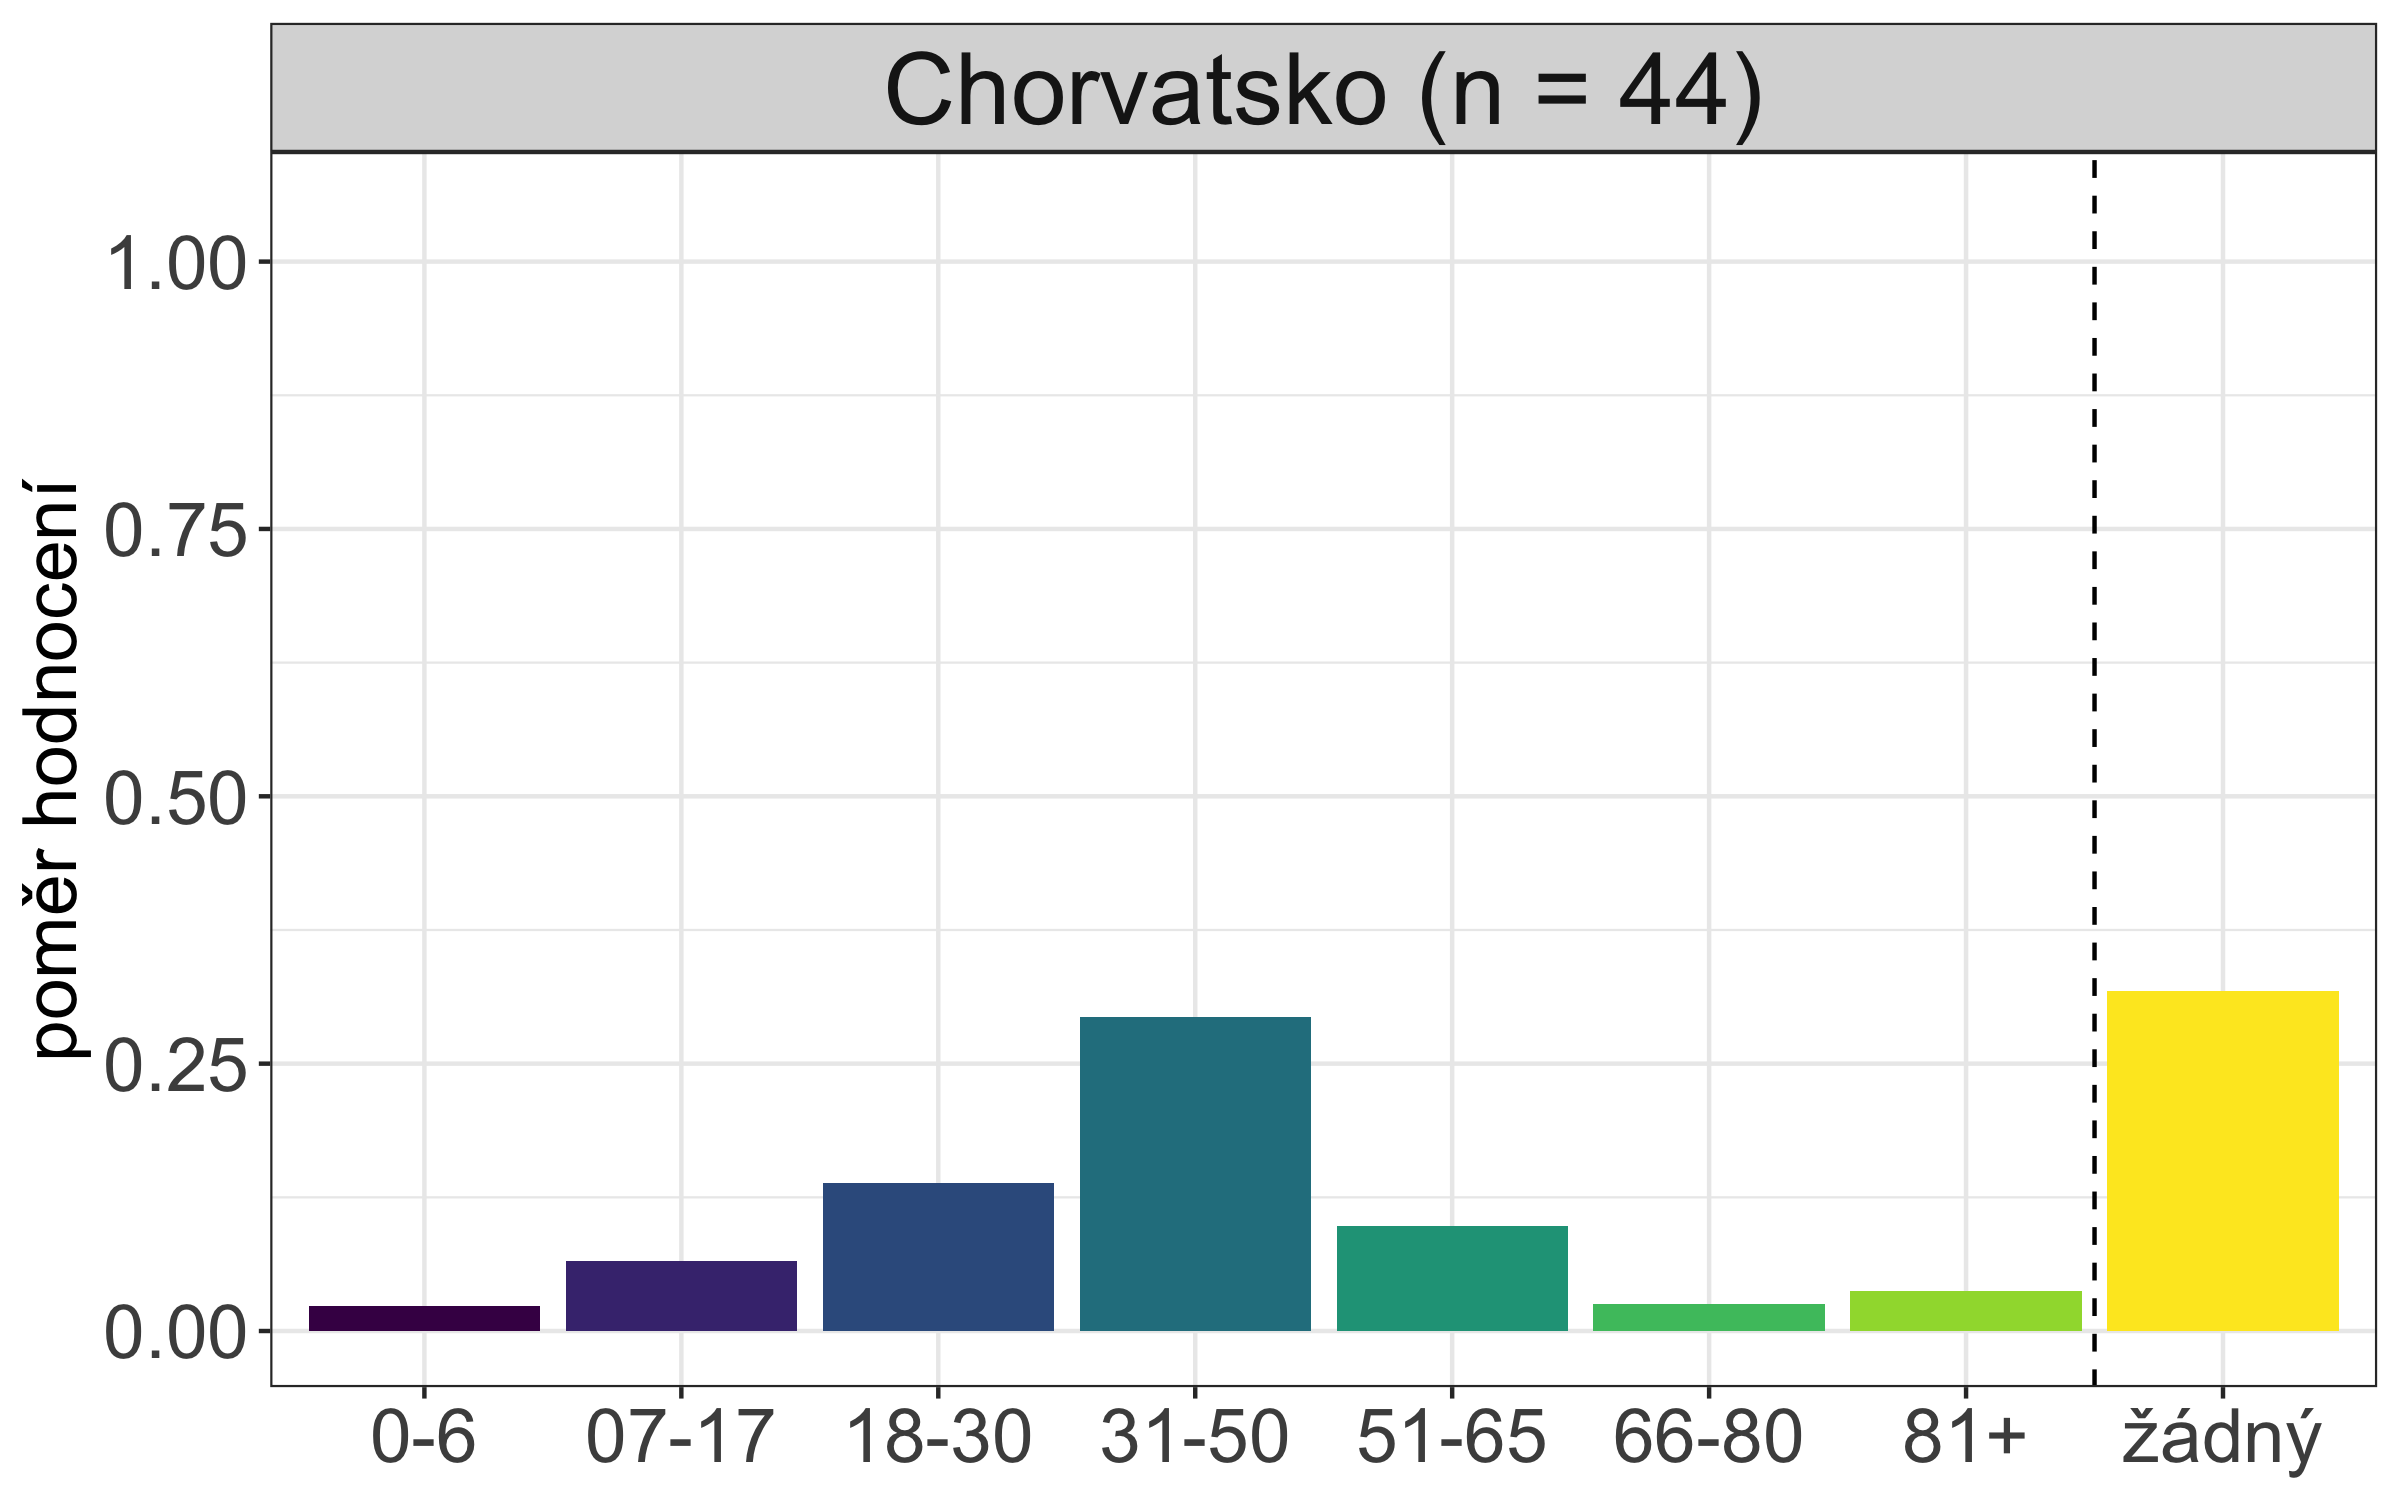 Chorvatsko (n = 44)
poměr hodnocení
1.00
0.75
0.50
0.25
0.00
0-6 07-17 18-30 31-50 51-65 66-80 81+ žádný